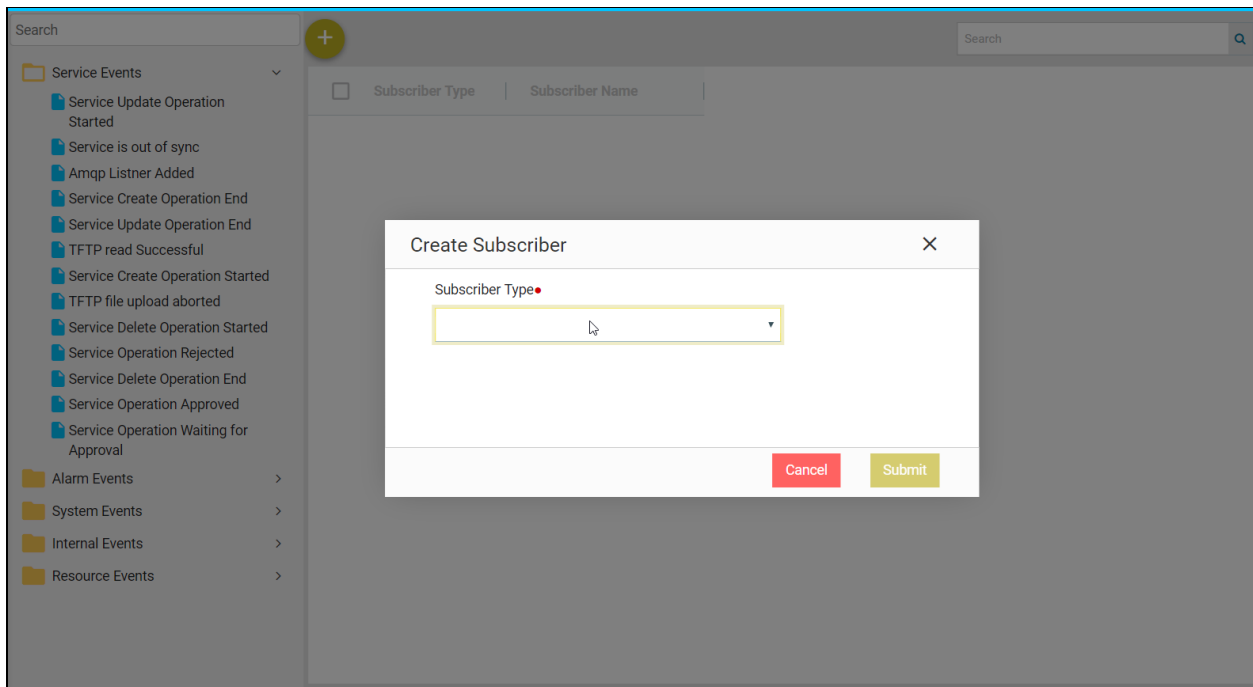 Search
Service Events
Service Update Operation
Started
Service is out of sync
Amqp Listner Added
Service Create Operation End
Service Update Operation End
TFTP read Successful
Service Create Operation Started
TFTP file upload aborted
Service Delete Operation Started
Service Operation Rejected
Service Delete Operation End
Service Operation Approved
Service Operation Waiting for
Approval
Alarm Events
System Events
Internal Events
Resource Events
Search
Subscriber Type
Subscriber Name
Create Subscriber
Subscriber Type
Cancel
Submit